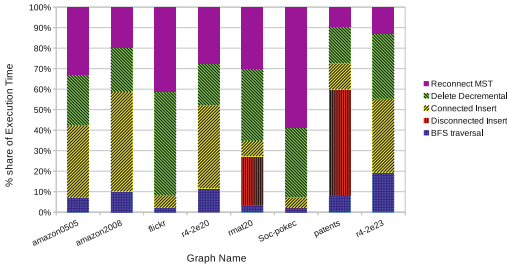 100%
90%
80%
70%
60%
50%
40%
30%
20%
10%
0%
% share of Execution Time
amazon0505
amazon2008
flickr
r4-2e20
rmat20
Soc-pokec
patents
r4-2e23
Graph Name
Reconnect MST
Delete Decremental
Connected Insert
Disconnected Insert
BFS traversal